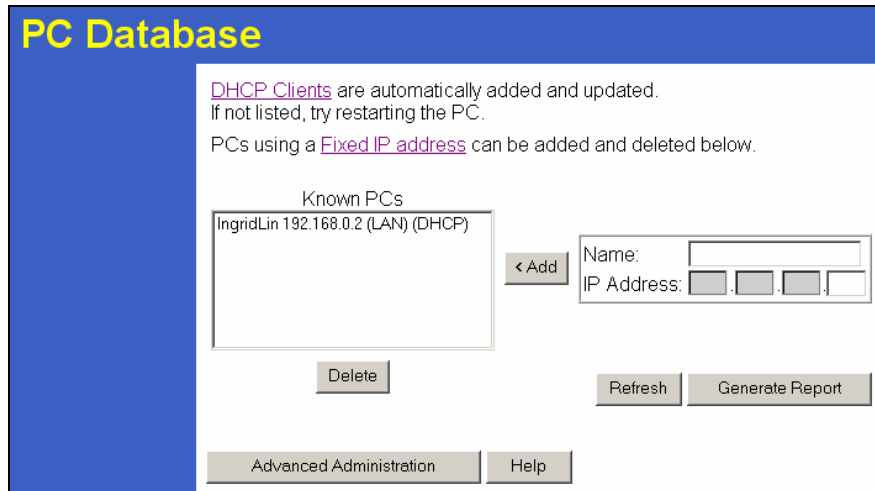 PC Database
DHCP Clients are automatically added and updated.
If not listed, try restarting the PC.
PCs using a Fixed IP address can be added and deleted below.
Known PCs
IngridLin 192.168.0.2 (LAN) (DHCP)
< Add
Name:
IP Address: . . .
Delete
Refresh
Generate Report
Advanced Administration
Help